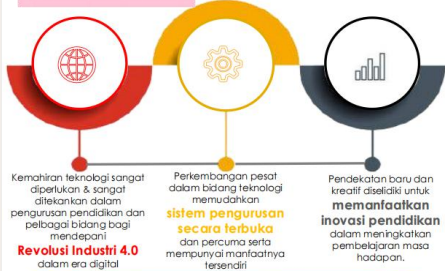 Kemahiran teknologi sangat
diperlukan & sangat
ditekankan dalam
pengurusan pendidikan dan
pelbagai bidang bagi
mendepani
Revolusi Industri 4.0
dalam era digital
Perkembangan pesat
dalam bidang teknologi
memudahkan
sistem pengurusan
secara terbuka
dan percuma serta
mempunyai manfaatnya
tersendiri
Pendekatan baru dan
kreatif diselidiki untuk
memanfaatkan
inovasi pendidikan
dalam meningkatkan
pembelajaran masa
hadapan.